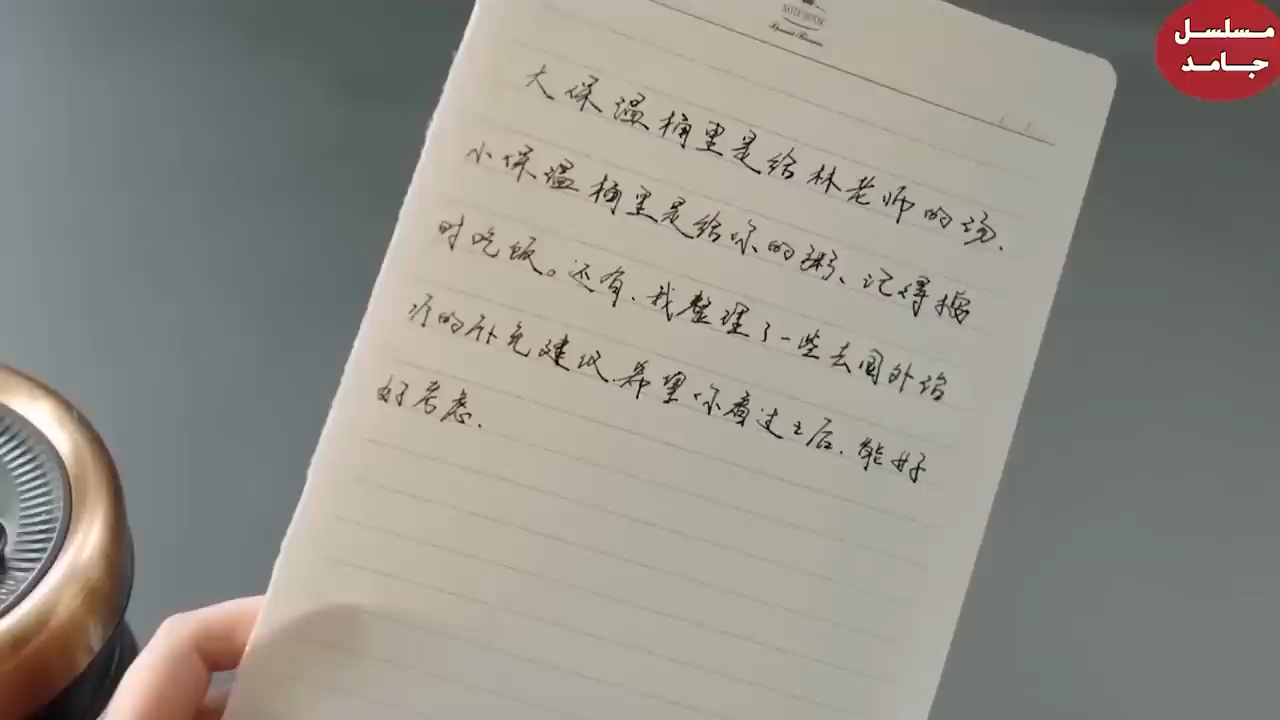 NOTE BOOK
大保温桶里是给林老师的汤.
小保温桶里是给你的粥、记得按
时吃饭。还有、我整理了一些去国外治
疗的补充建议.希望你看过之后.能好
好考虑.
مسلسل
جامد